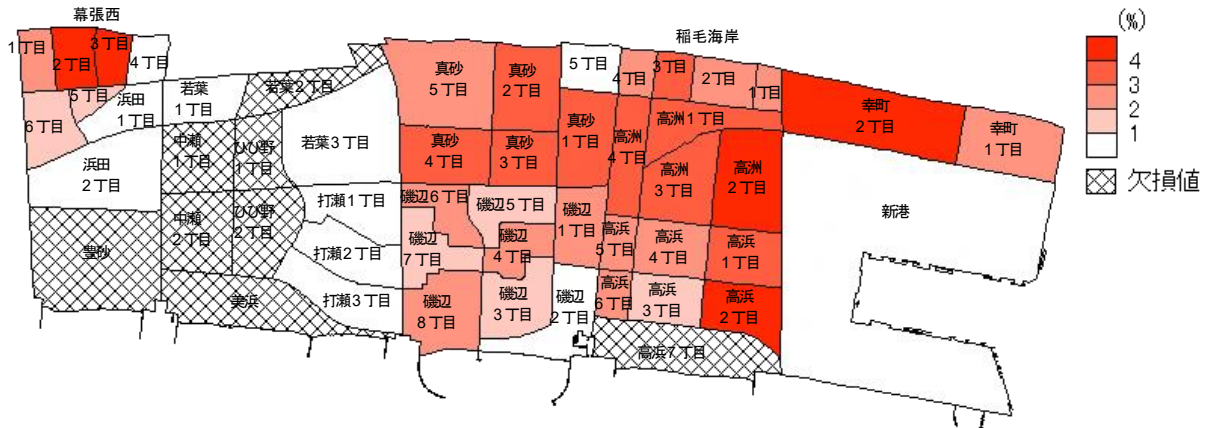 幕張西
1丁目
2丁目
3丁目
4丁目
5丁目
6丁目
浜田
1丁目
浜田
2丁目
若葉
1丁目
若葉2丁目
若葉3丁目
中瀬
1丁目
ひび野
1丁目
中瀬
2丁目
ひび野
2丁目
豊砂
美浜
打瀬1丁目
打瀬2丁目
打瀬3丁目
真砂
5丁目
真砂
2丁目
真砂
4丁目
真砂
3丁目
真砂
1丁目
磯辺6丁目
磯辺5丁目
磯辺
7丁目
磯辺
4丁目
磯辺
1丁目
磯辺
8丁目
磯辺
3丁目
磯辺
2丁目
稲毛海岸
5丁目
4丁目
3丁目
2丁目
1丁目
高洲1丁目
高洲
4丁目
高洲
3丁目
高洲
2丁目
高浜
5丁目
高浜
4丁目
高浜
1丁目
高浜
6丁目
高浜
3丁目
高浜
2丁目
高浜7丁目
幸町
2丁目
幸町
1丁目
新港
(%)
4
3
2
1
欠損値